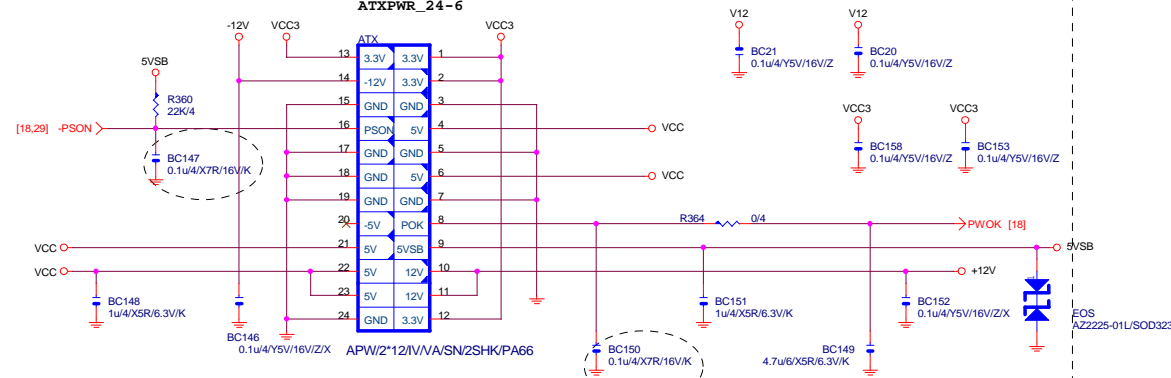 ATXPWR_24-6
-12V
VCC3
VCC3
V12
V12
ATX
BC21
0.1u/4/Y5V/16V/Z
BC20
0.1u/4/Y5V/16V/Z
13 3.3V 3.3V 1
5VSB
14 -12V 3.3V 2
R360
22K/4
15 GND GND 3
VCC3
VCC3
[18,29] -PSON
16 PSON 5V 4
VCC
BC147
0.1u/4/X7R/16V/K
17 GND GND 5
BC158
0.1u/4/Y5V/16V/Z
BC153
0.1u/4/Y5V/16V/Z
18 GND 5V 6
VCC
19 GND GND 7
20 -5V POK 8
R364 0/4
PWOK [18]
VCC
21 5V 5VSB 9
5VSB
VCC
22 5V 12V 10
+12V
23 5V 12V 11
BC148
1u/4/X5R/6.3V/K
BC151
1u/4/X5R/6.3V/K
BC152
0.1u/4/Y5V/16V/Z/X
24 GND 3.3V 12
EOS
AZ2225-01L/SOD323
BC146
0.1u/4/Y5V/16V/Z/X
APW/2*12/IV/VA/SN/2SHK/PA66
BC150
0.1u/4/X7R/16V/K
BC149
4.7u/6/X5R/6.3V/K